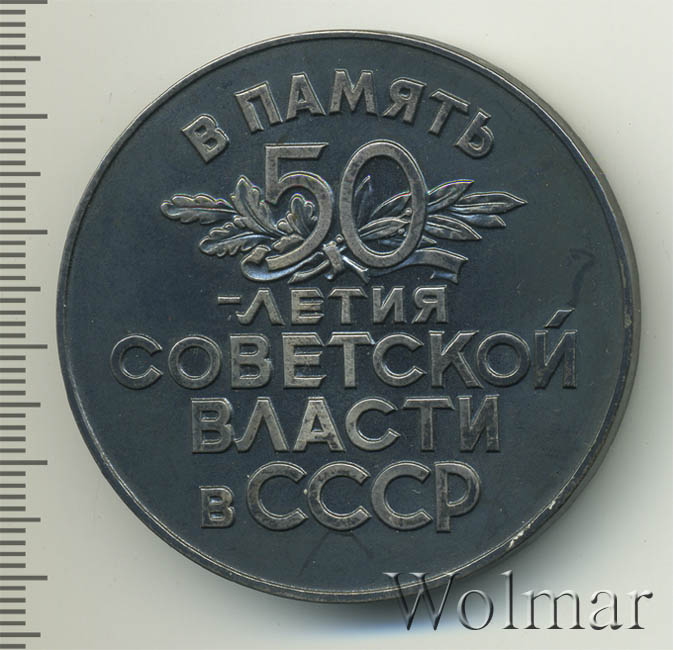 В ПАМЯТЬ
50
-ЛЕТИЯ
СОВЕТСКОЙ
ВЛАСТИ
в СССР
Wolmar